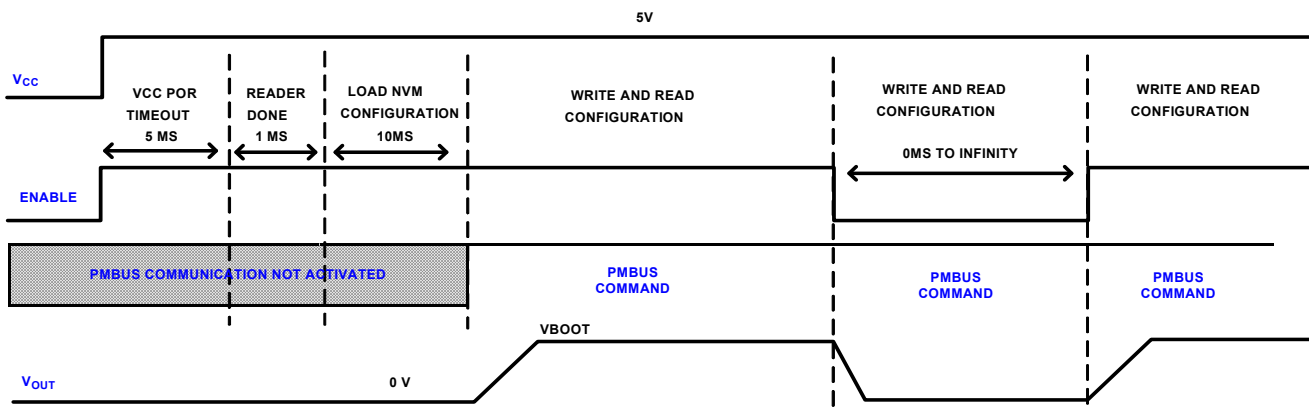 5V
VCC
VCC POR
TIMEOUT
5 MS
READER
DONE
1 MS
LOAD NVM
CONFIGURATION
10MS
WRITE AND READ
CONFIGURATION
WRITE AND READ
CONFIGURATION
WRITE AND READ
CONFIGURATION
0MS TO INFINITY
ENABLE
PMBUS COMMUNICATION NOT ACTIVATED
PMBUS
COMMAND
PMBUS
COMMAND
PMBUS
COMMAND
VBOOT
VOUT
0 V